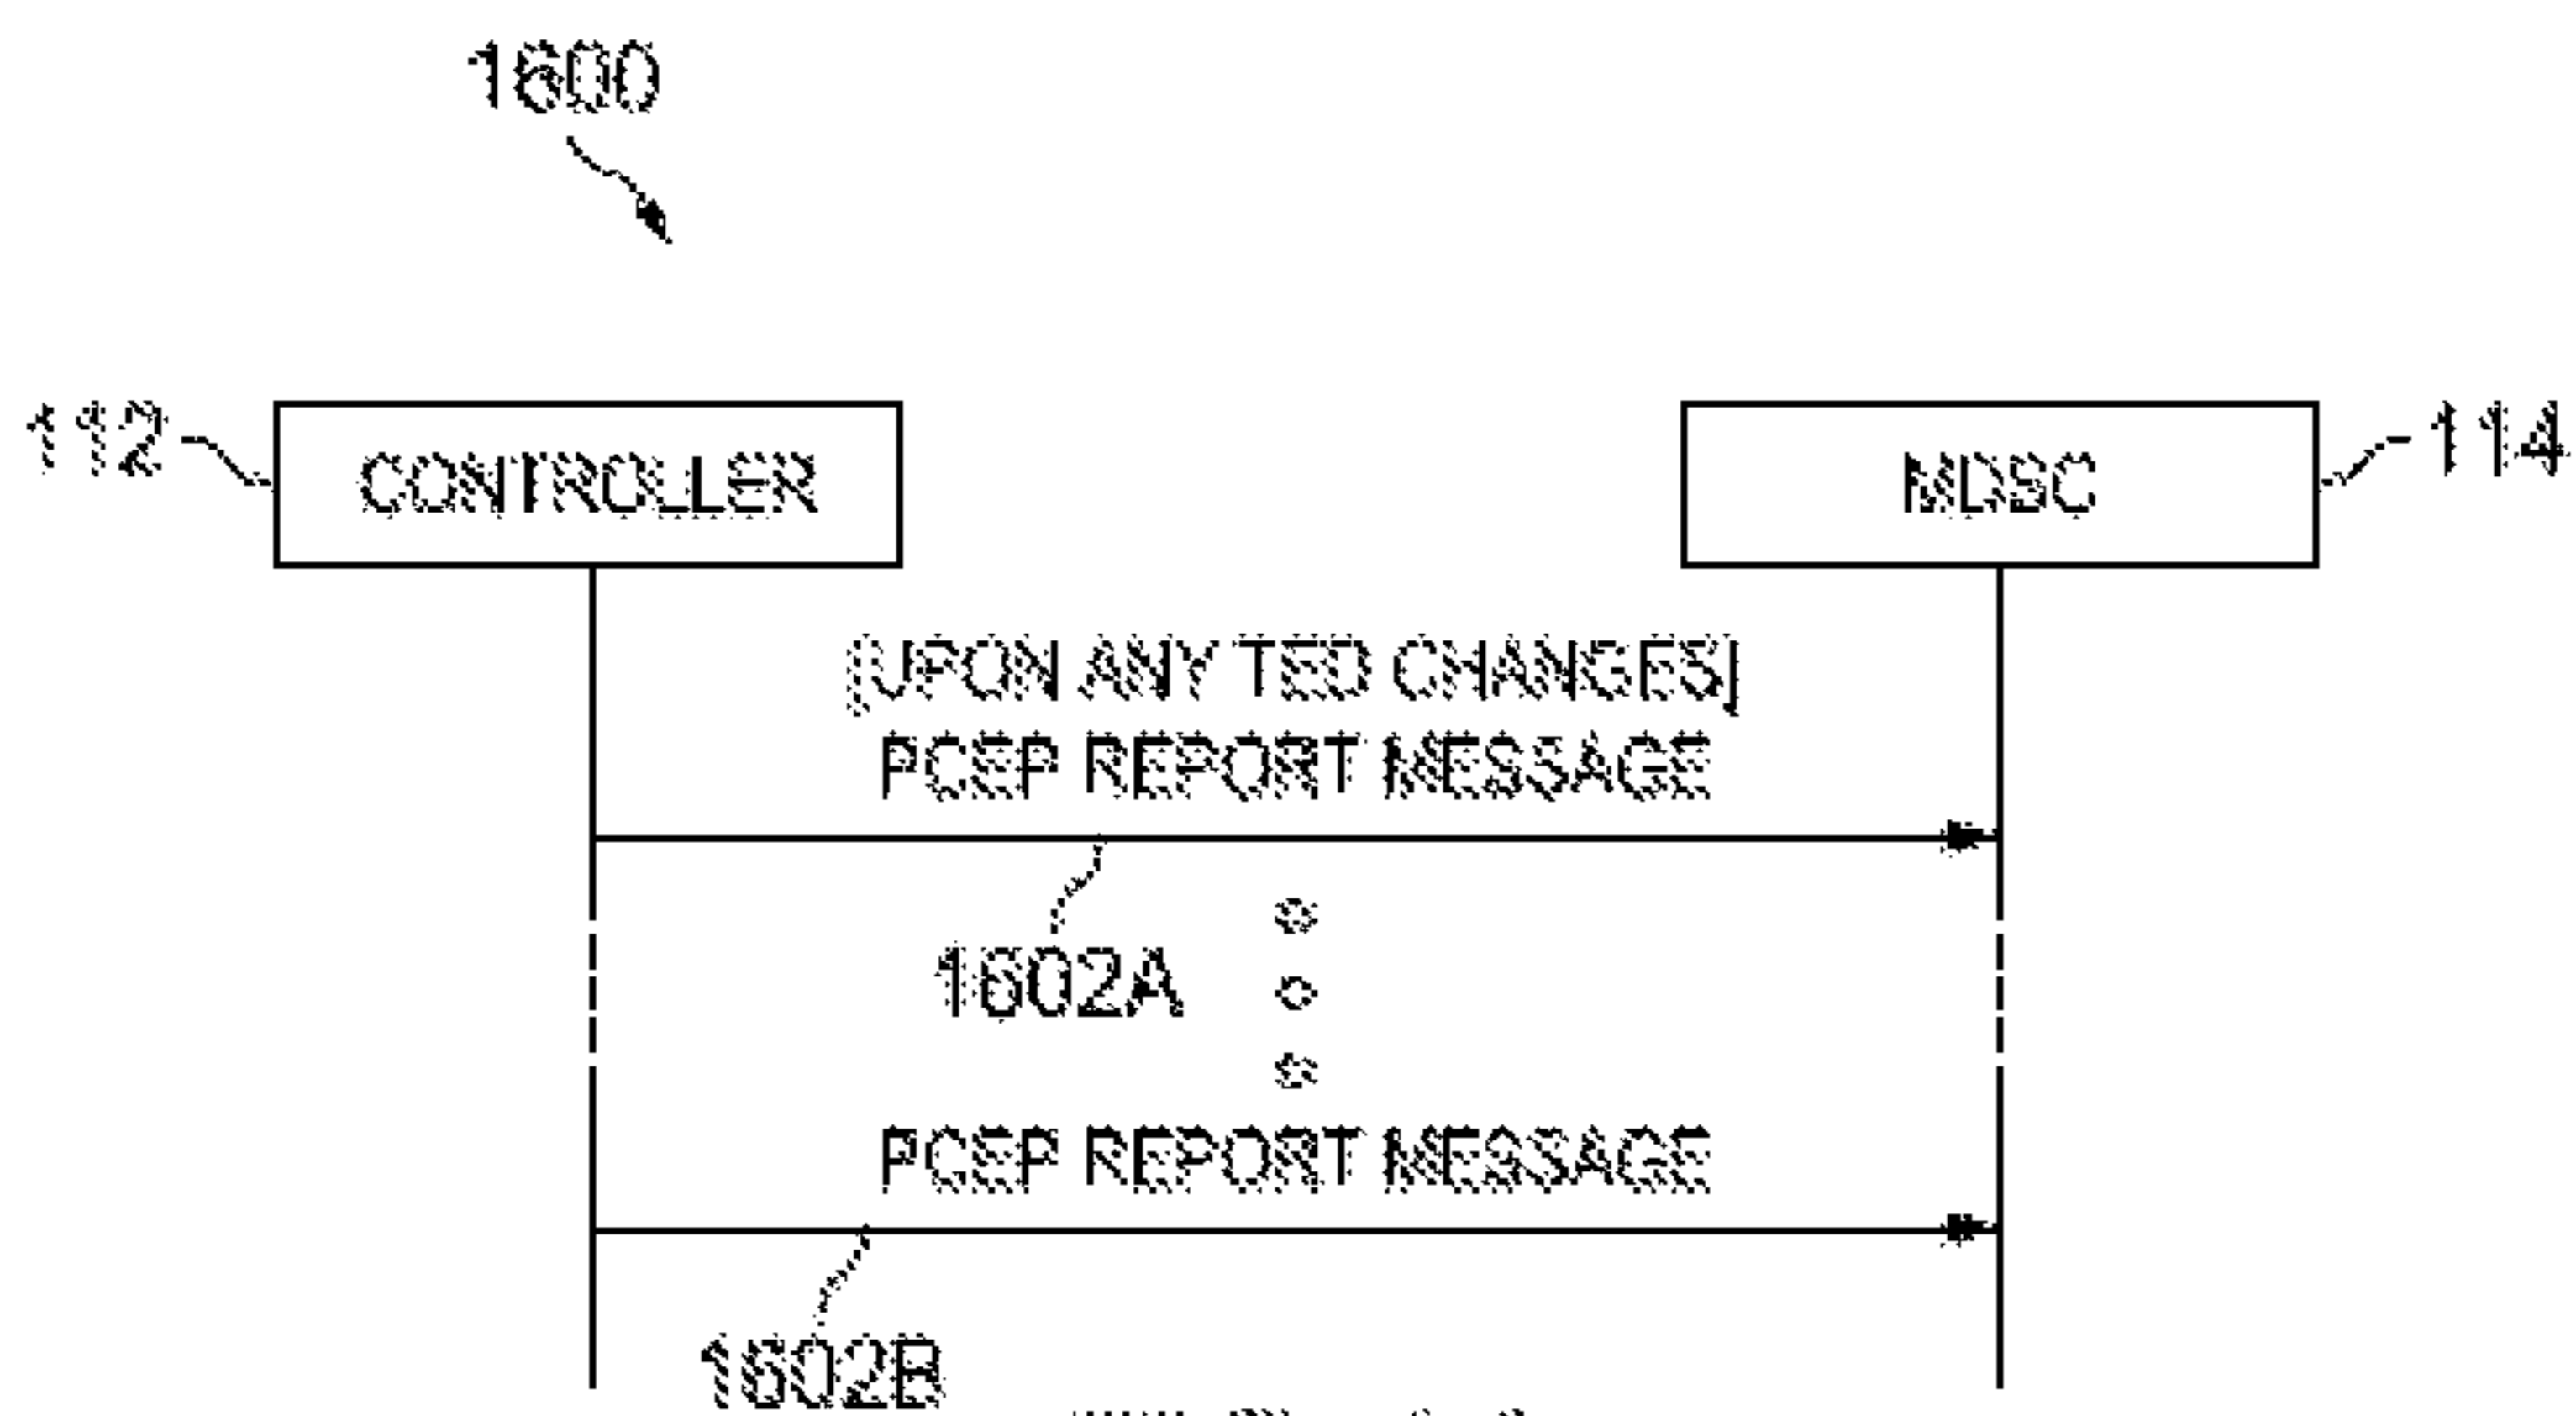 1600
112
CONTROLLER
MDSC
114
[UPON ANY TED CHANGES]
PCEP REPORT MESSAGE
1602A
PCEP REPORT MESSAGE
1602B